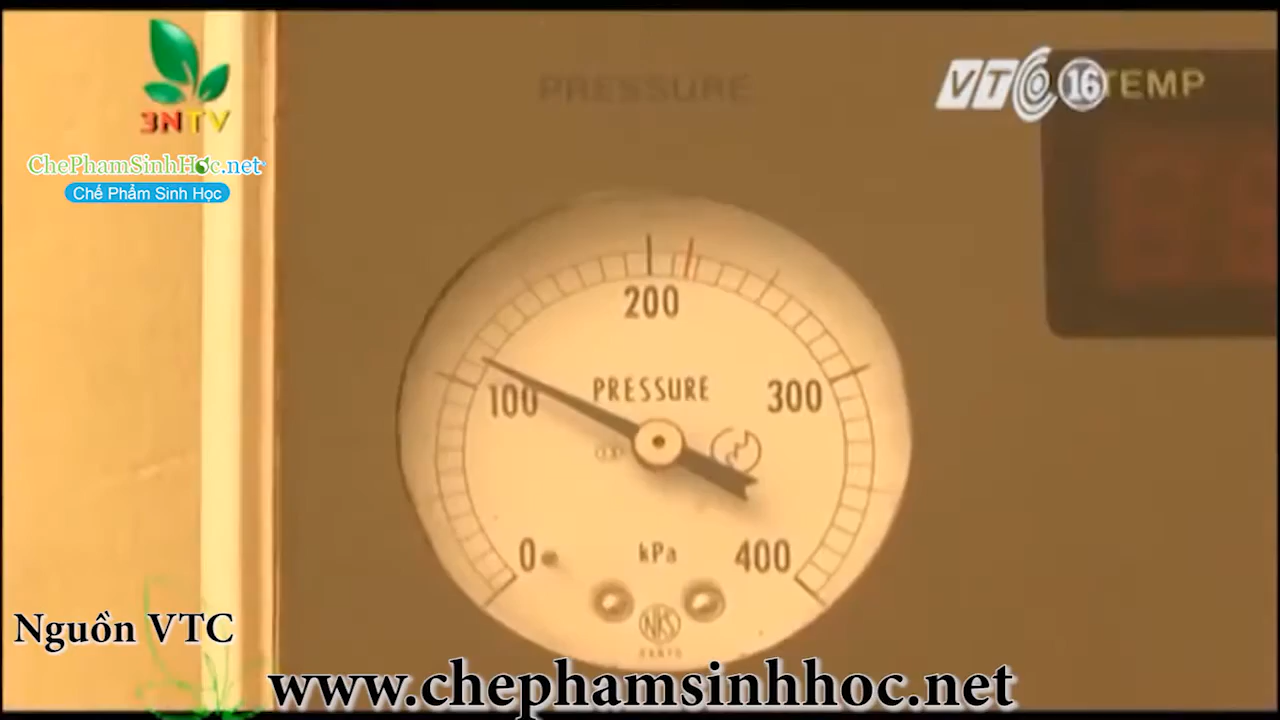 3NTV
ChePhamSinhHoc.net
Chế Phẩm Sinh Học
PRESSURE
VTC 16
TEMP
200
100
PRESSURE
300
0
kPa
400
NKS
Nguồn VTC
www.chephamsinhhoc.net